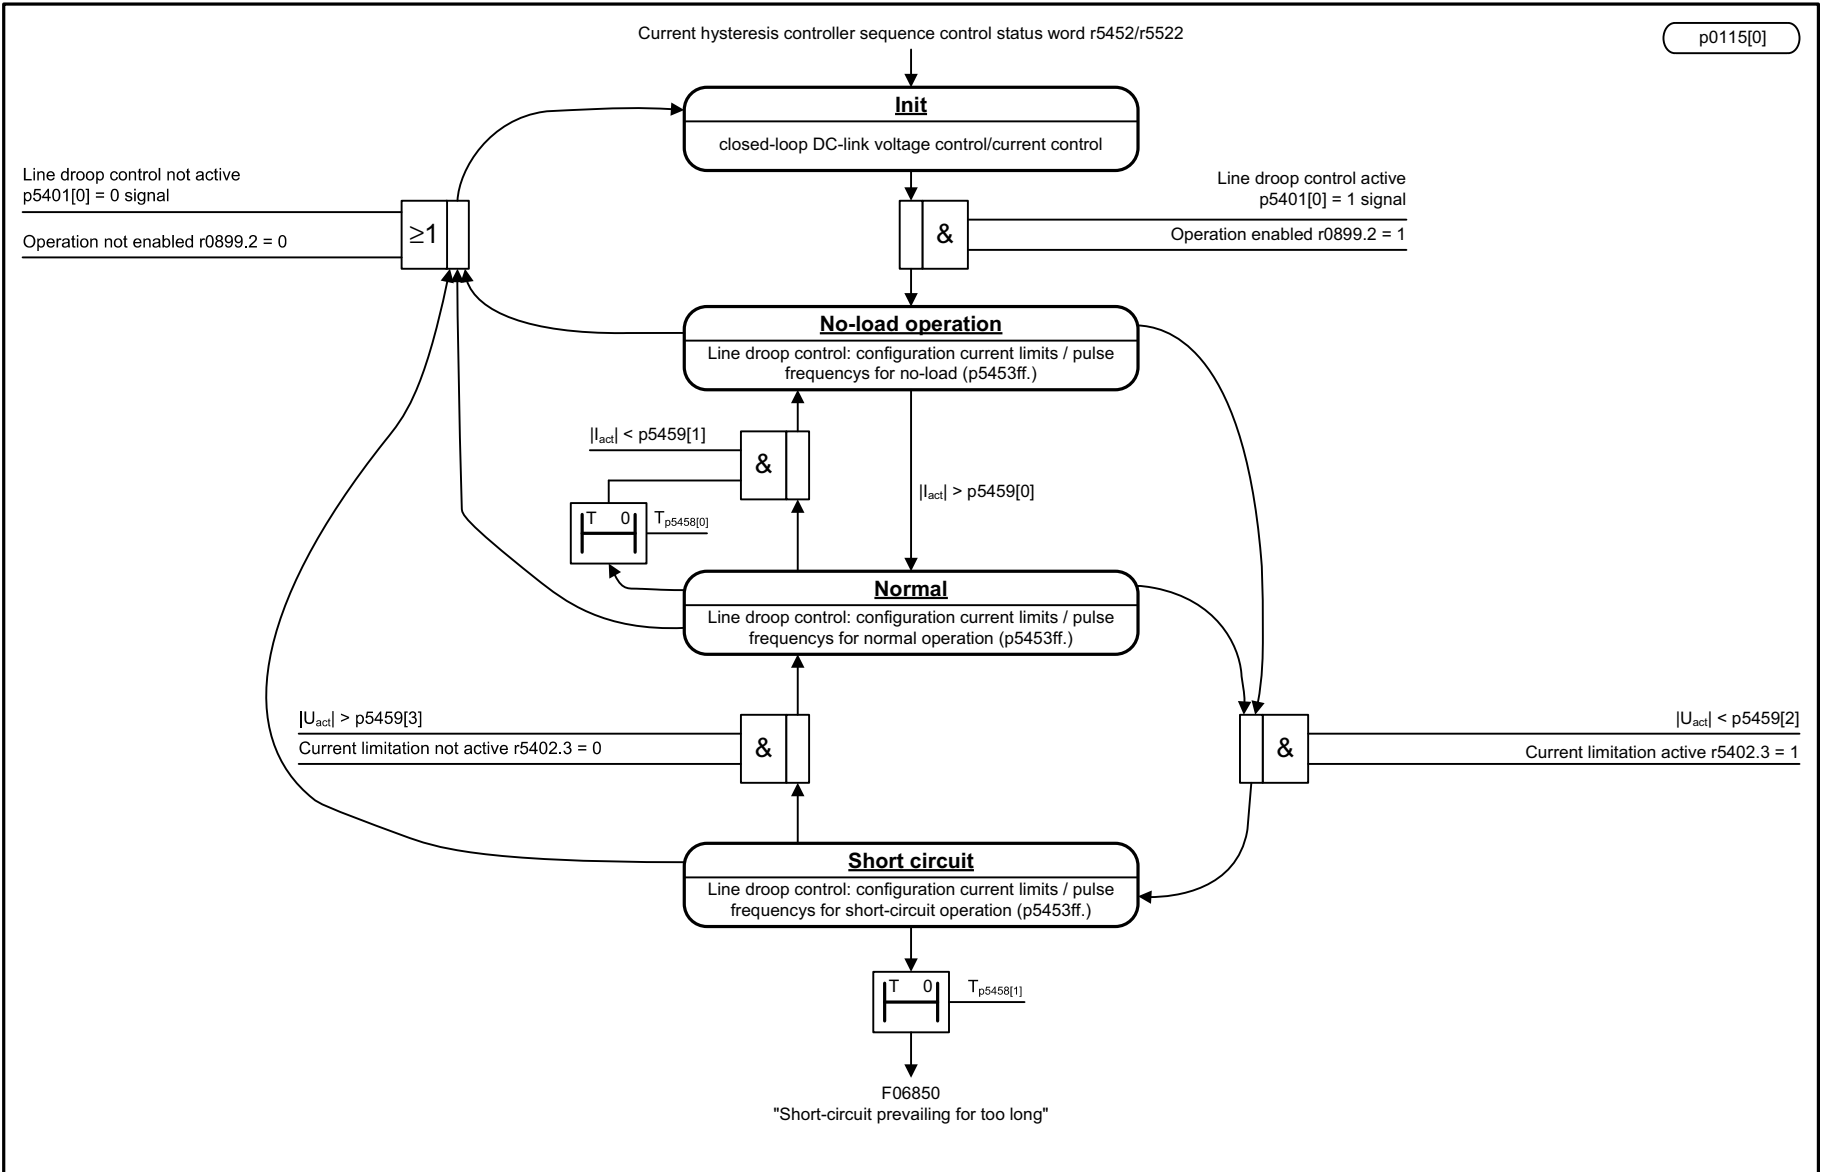 Current hysteresis controller sequence control status word r5452/r5522
p0115[0]
Init
closed-loop DC-link voltage control/current control
Line droop control not active
p5401[0] = 0 signal
Operation not enabled r0899.2 = 0
≥1
&
Line droop control active
p5401[0] = 1 signal
Operation enabled r0899.2 = 1
No-load operation
Line droop control: configuration current limits / pulse
frequencys for no-load (p5453ff.)
|Iact| < p5459[1]
&
|Iact| > p5459[0]
T 0
Tp5458[0]
Normal
Line droop control: configuration current limits / pulse
frequencys for normal operation (p5453ff.)
|Uact| > p5459[3]
Current limitation not active r5402.3 = 0
&
&
|Uact| < p5459[2]
Current limitation active r5402.3 = 1
Short circuit
Line droop control: configuration current limits / pulse
frequencys for short-circuit operation (p5453ff.)
T 0
Tp5458[1]
F06850
"Short-circuit prevailing for too long"